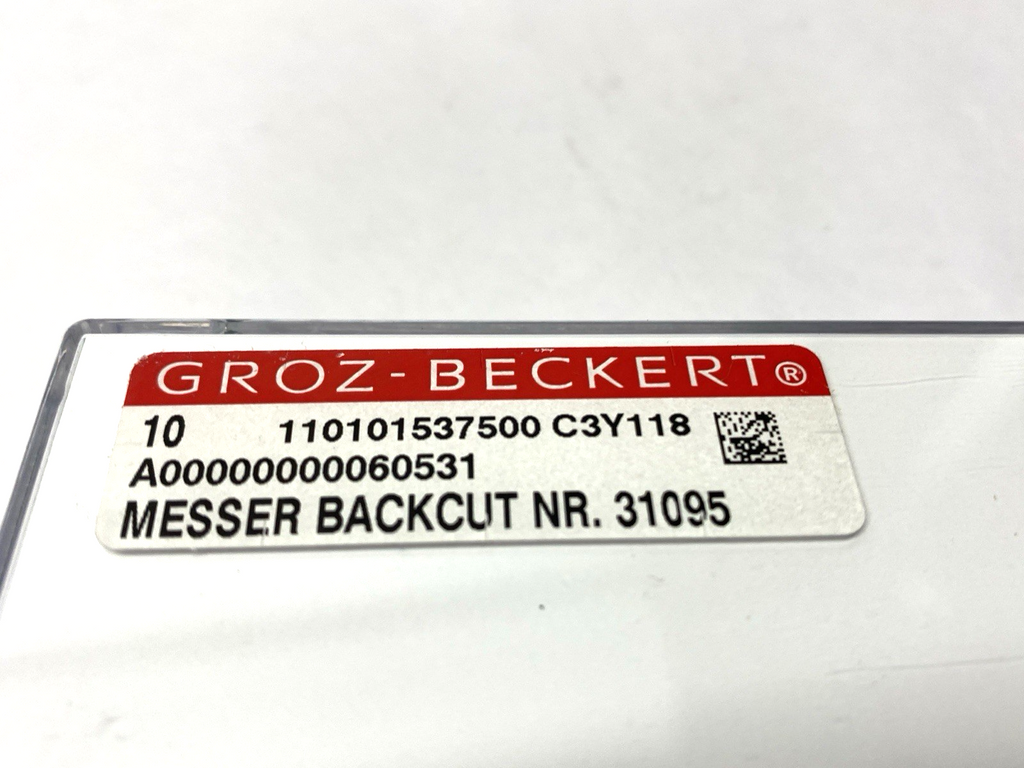 GROZ-BECKERT®
10 110101537500 C3Y118
A00000000060531
MESSER BACKCUT NR. 31095